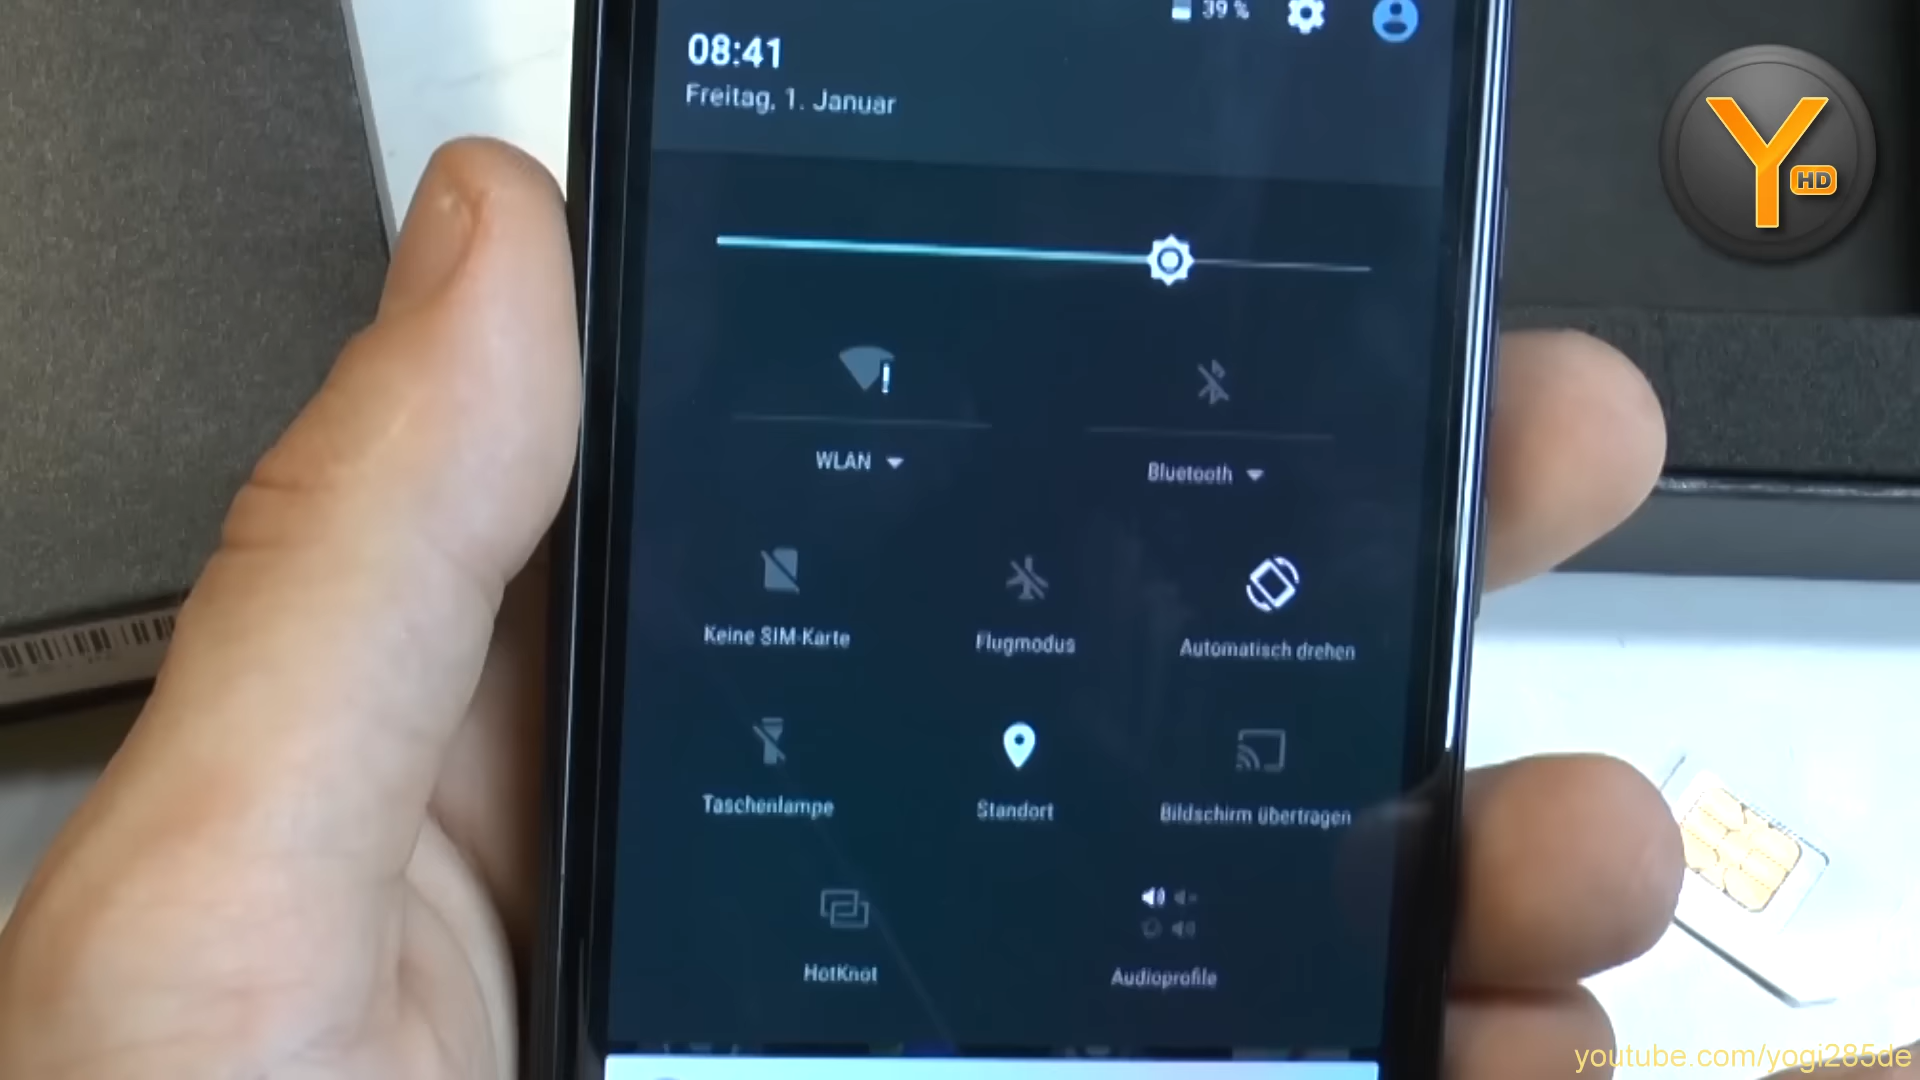 39 %
08:41
Freitag, 1. Januar
Y HD
WLAN
Bluetooth
Keine SIM-Karte
Flugmodus
Automatisch drehen
Taschenlampe
Standort
Bildschirm übertragen
HotKnot
Audioprofile
youtube.com/yogi285de